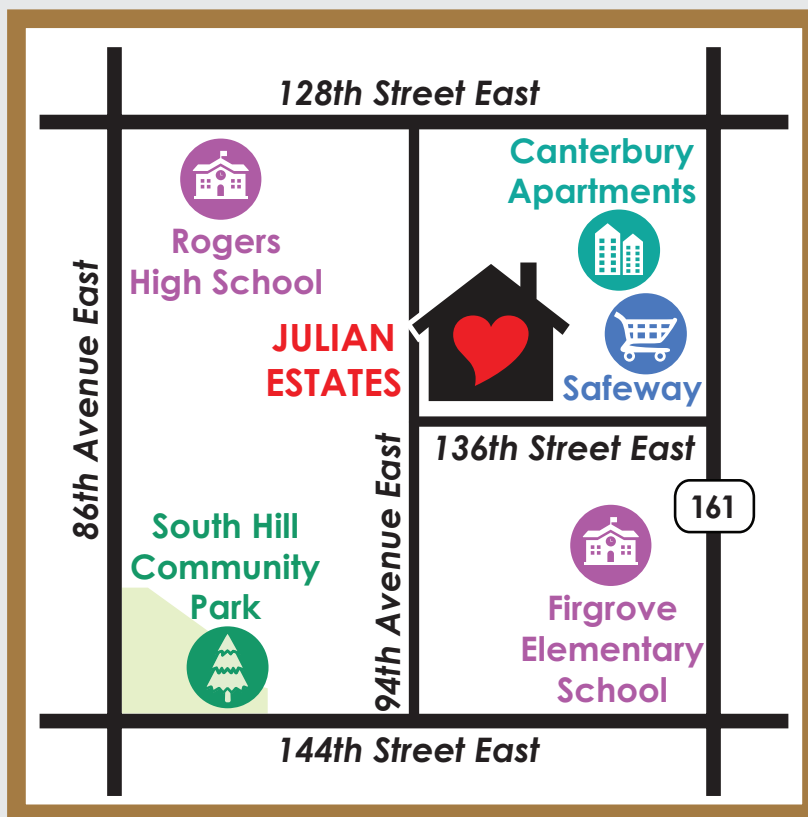 128th Street East
Canterbury
Apartments
Rogers
High School
86th Avenue East
JULIAN
ESTATES
Safeway
136th Street East
94th Avenue East
161
South Hill
Community
Park
Firgrove
Elementary
School
144th Street East